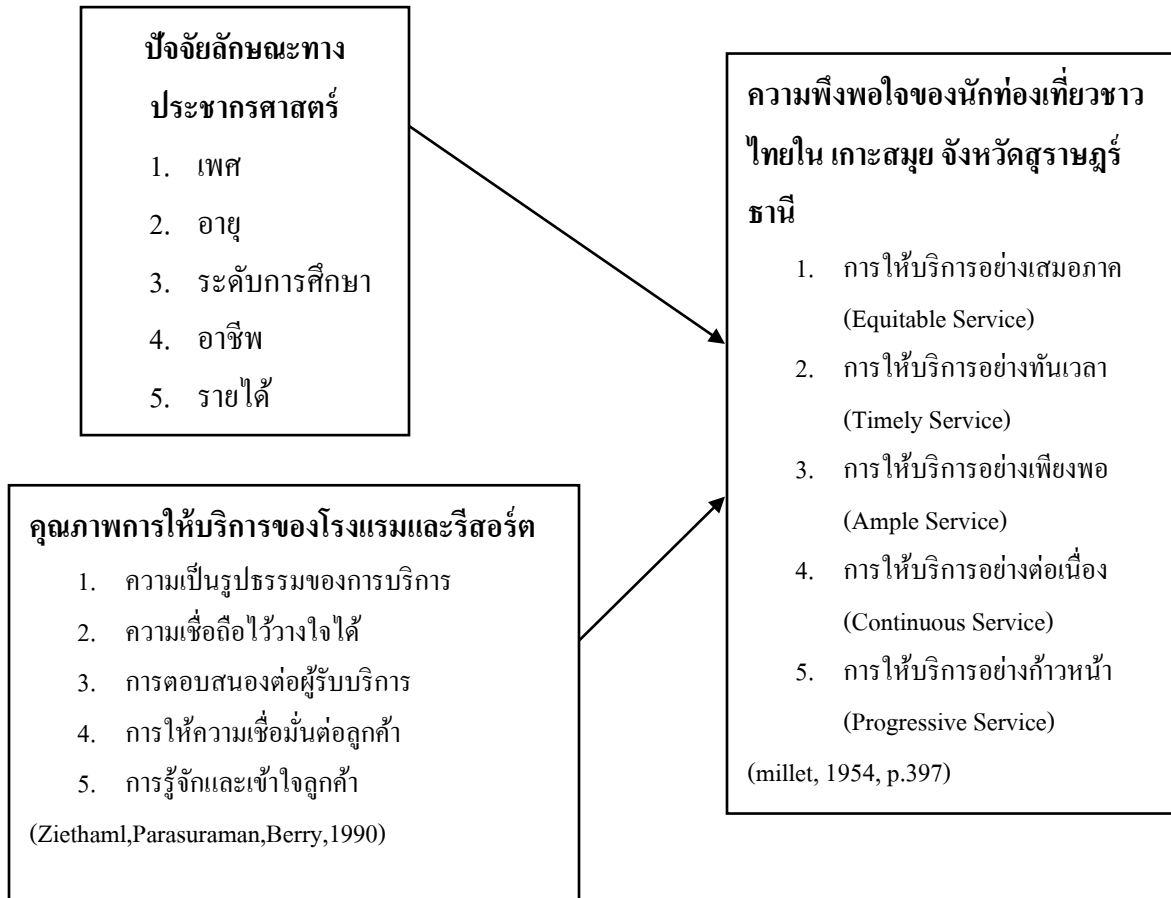 ปัจจัยลักษณะทาง
ประชากรศาสตร์
1. เพศ
2. อายุ
3. ระดับการศึกษา
4. อาชีพ
5. รายได้
คุณภาพการให้บริการของโรงแรมและรีสอร์ต
1. ความเป็นรูปธรรมของการบริการ
2. ความเชื่อถือไว้วางใจได้
3. การตอบสนองต่อผู้รับบริการ
4. การให้ความเชื่อมั่นต่อลูกค้า
5. การรู้จักและเข้าใจลูกค้า
(Ziethaml,Parasuraman,Berry,1990)
ความพึงพอใจของนักท่องเที่ยวชาว
ไทยใน เกาะสมุย จังหวัดสุราษฎร์
ธานี
1. การให้บริการอย่างเสมอภาค
(Equitable Service)
2. การให้บริการอย่างทันเวลา
(Timely Service)
3. การให้บริการอย่างเพียงพอ
(Ample Service)
4. การให้บริการอย่างต่อเนื่อง
(Continuous Service)
5. การให้บริการอย่างก้าวหน้า
(Progressive Service)
(millet, 1954, p.397)